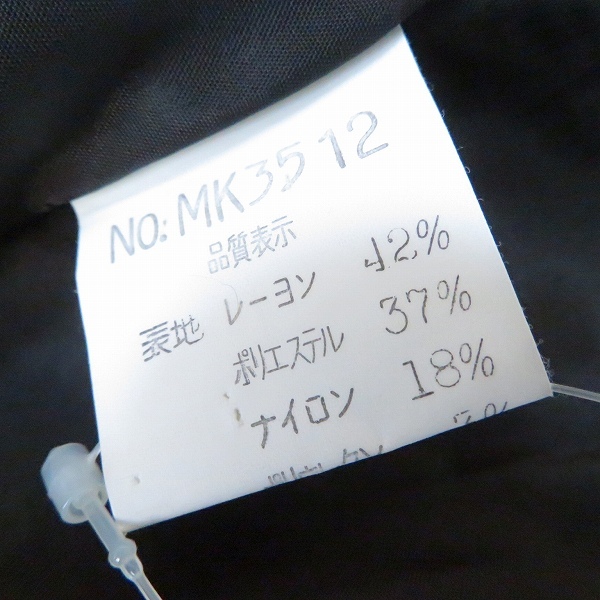 NO: MK3512
品質表示
表地 レーヨン 42%
ポリエステル 37%
ナイロン 18%